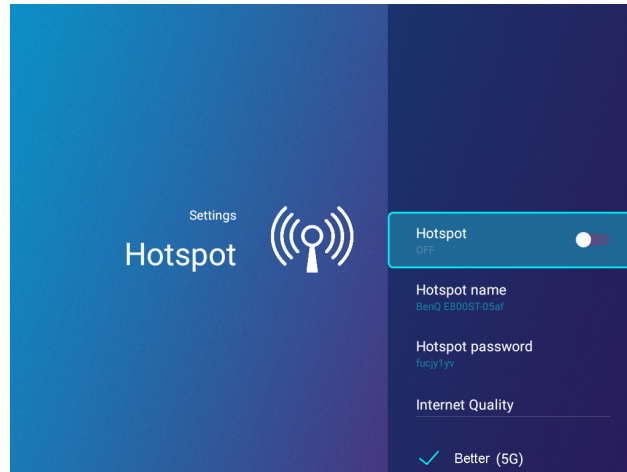 Settings
Hotspot
Hotspot
OFF
Hotspot name
BenQ E800ST-05af
Hotspot password
fucjy1yv
Internet Quality
Better (5G)